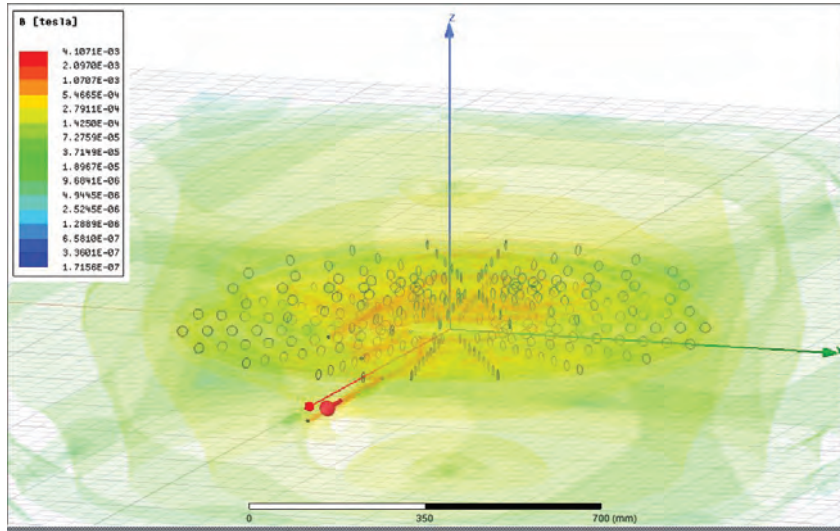 B [tesla]
4.1071E-03
2.0970E-03
1.0707E-03
5.4665E-04
2.7911E-04
1.4250E-04
7.2759E-05
3.7149E-05
1.8967E-05
9.6841E-06
4.9445E-06
2.5245E-06
1.2889E-06
6.5810E-07
3.3601E-07
1.7156E-07
Z
0
350
700 (mm)